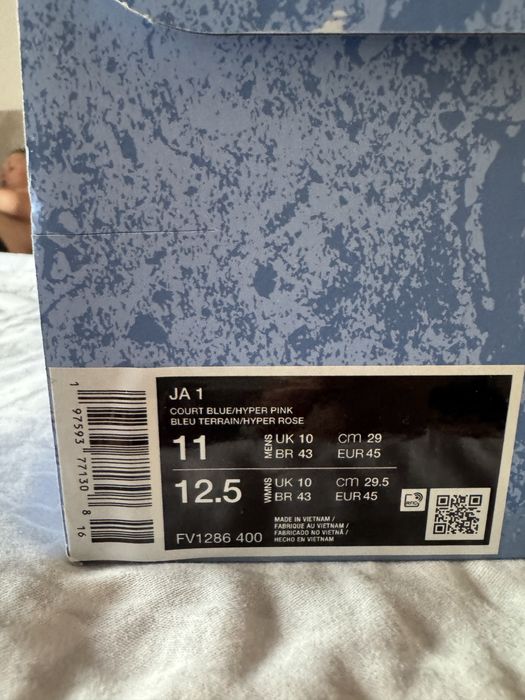 JA 1
COURT BLUE/HYPER PINK
BLEU TERRAIN/HYPER ROSE
11 MENS UK 10 CM 29
BR 43 EUR 45
12.5 WMNS UK 10 CM 29.5
BR 43 EUR 45
FV1286 400
MADE IN VIETNAM /
FABRIQUE AU VIETNAM /
FABRICADO NO VIETNÃ /
HECHO EN VIETNAM
1 97593 77130 8 16